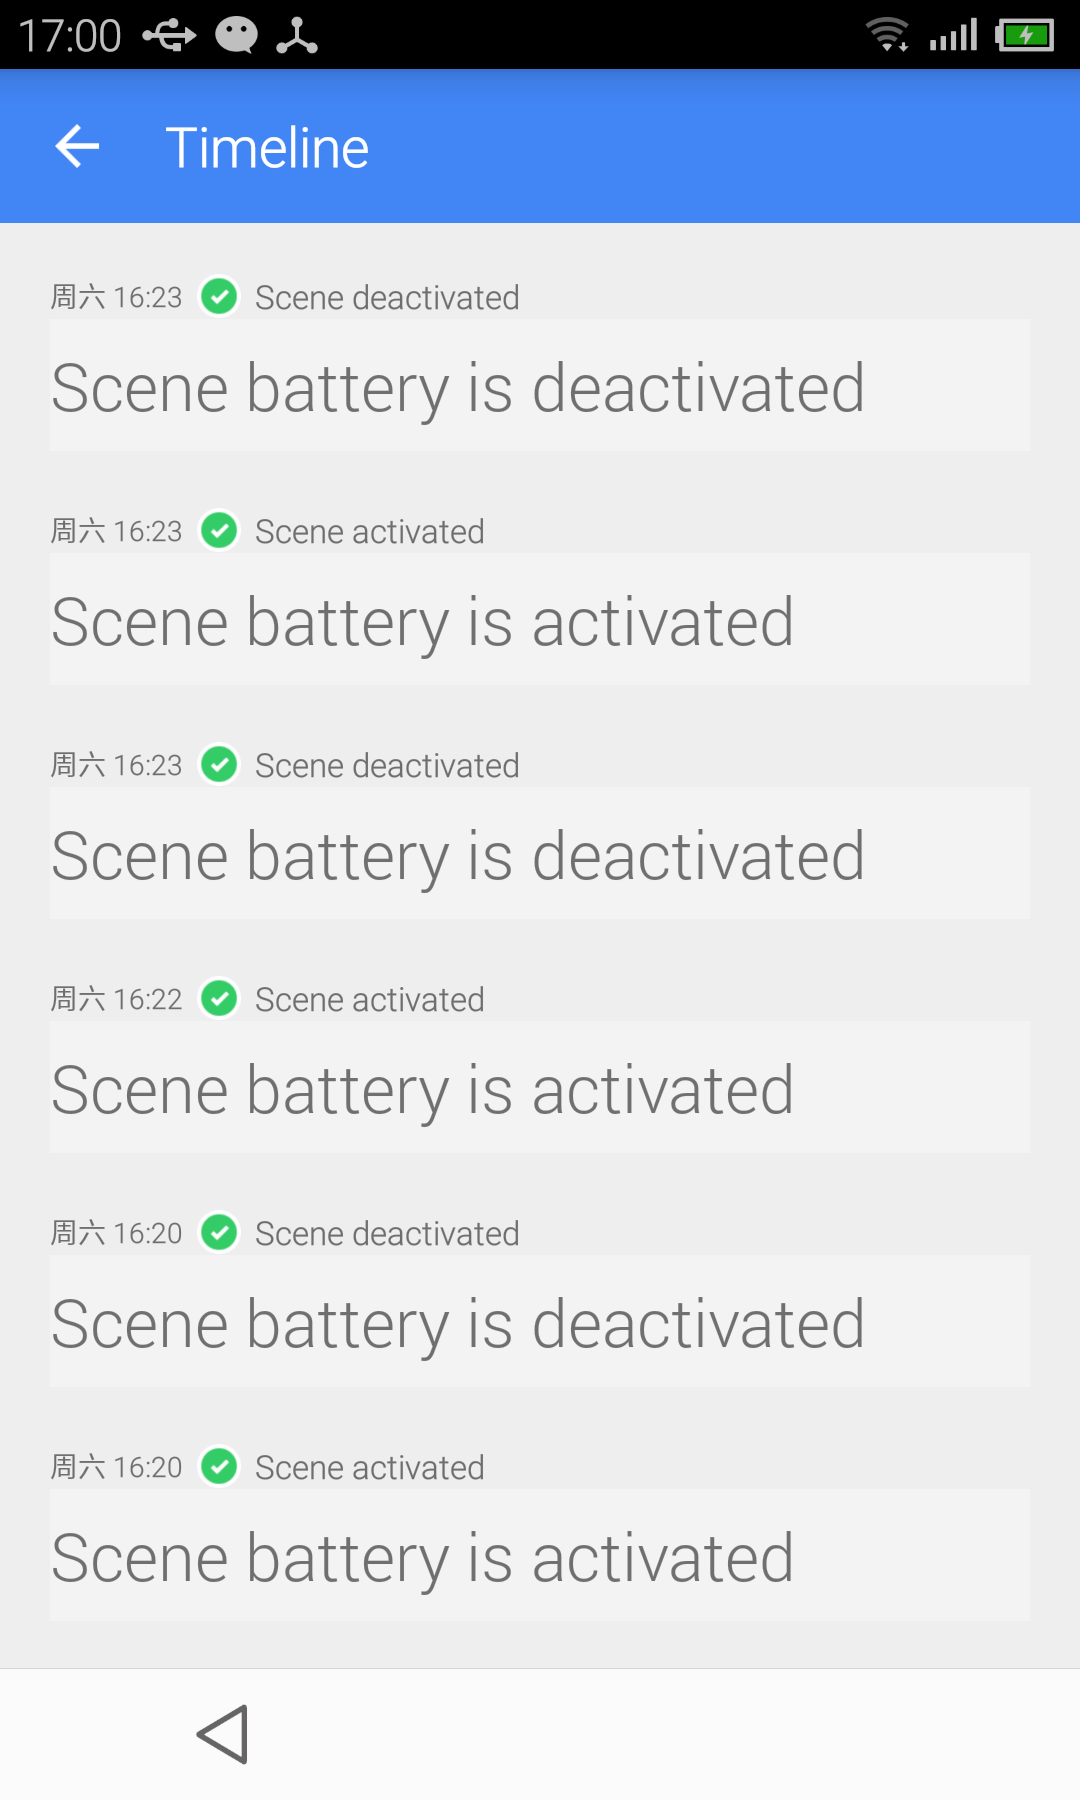 17:00
Timeline
周六 16:23 Scene deactivated
Scene battery is deactivated
周六 16:23 Scene activated
Scene battery is activated
周六 16:23 Scene deactivated
Scene battery is deactivated
周六 16:22 Scene activated
Scene battery is activated
周六 16:20 Scene deactivated
Scene battery is deactivated
周六 16:20 Scene activated
Scene battery is activated